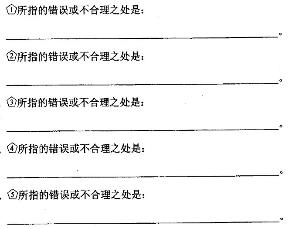 ①所指的错误或不合理之处是:
。
②所指的错误或不合理之处是:
。
③所指的错误或不合理之处是:
。
④所指的错误或不合理之处是:
。
⑤所指的错误或不合理之处是:
。